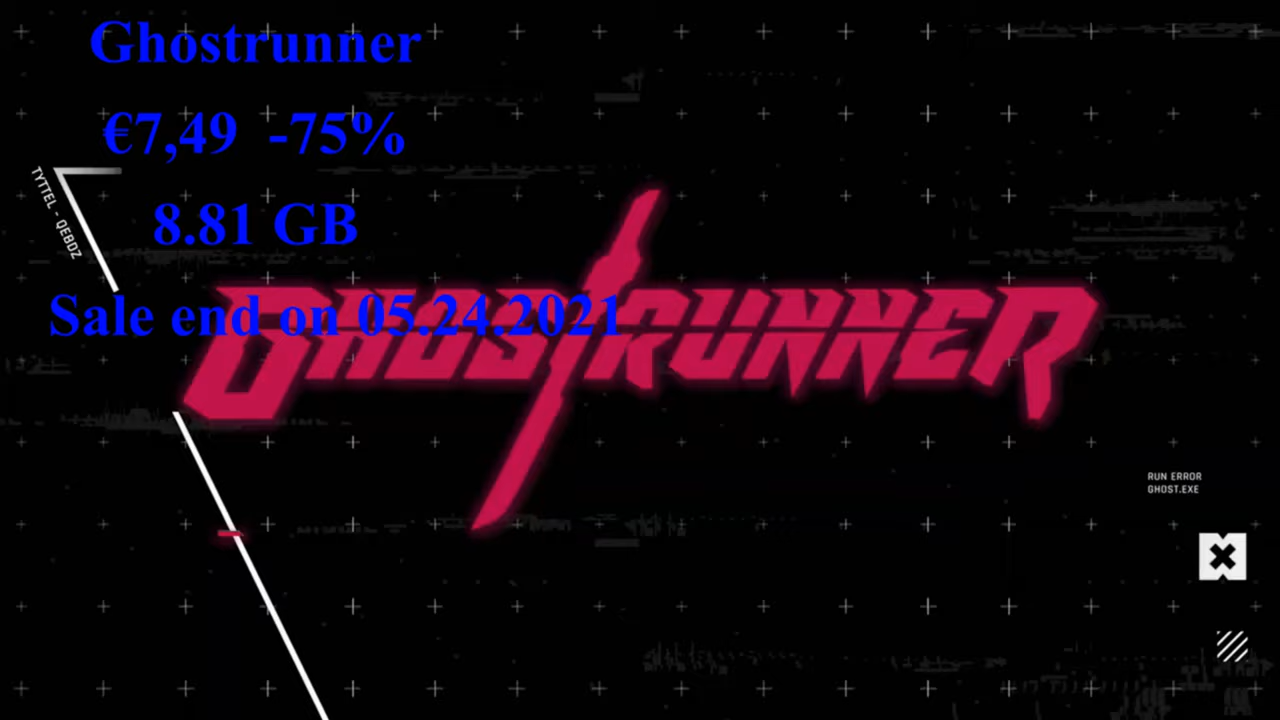 Ghostrunner
€7,49 -75%
8.81 GB
TYTTEL - QEBDZ
Sale end on 05.24.2021
GHOSTRUNNER
RUN ERROR
GHOST.EXE